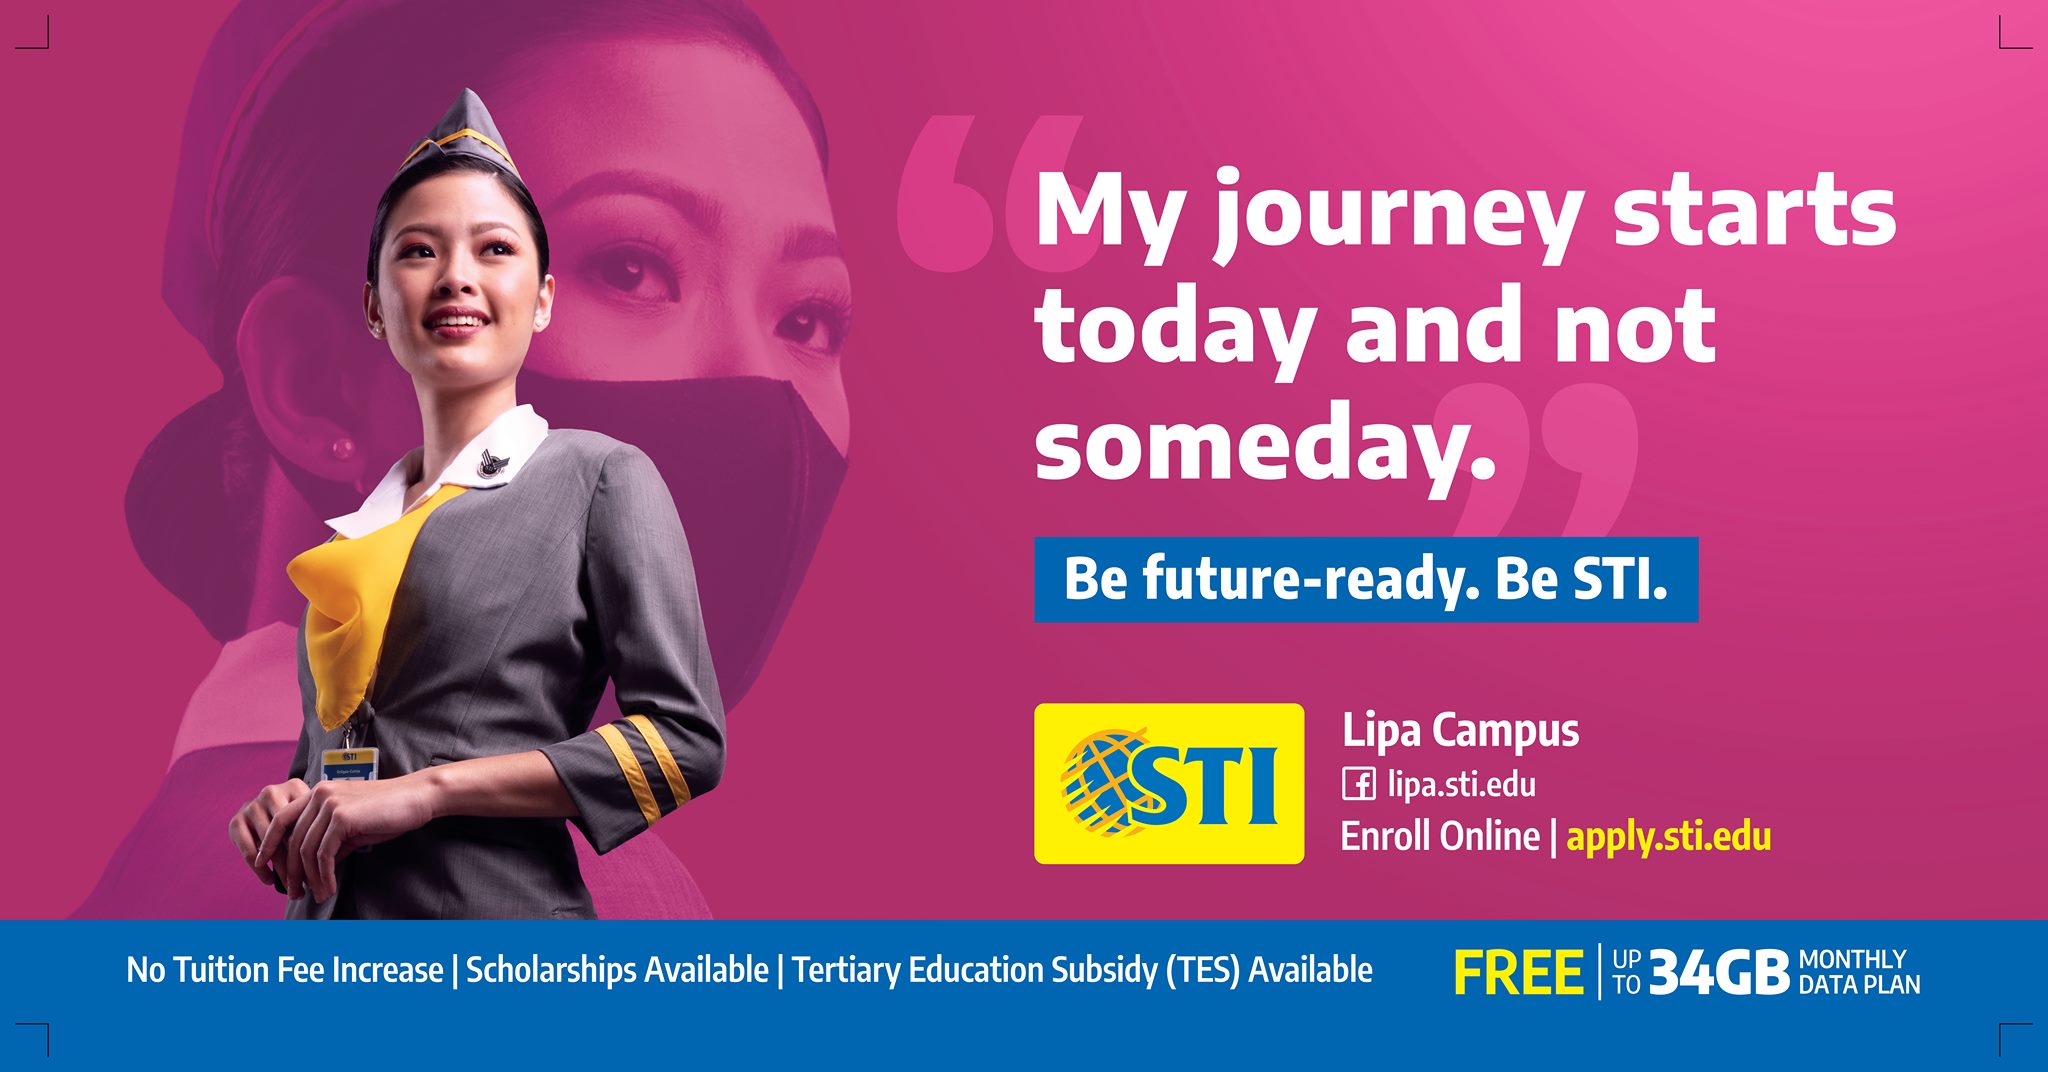 My journey starts
today and not
someday.
Be future-ready. Be STI.
STI
Lipa Campus
lipa.sti.edu
Enroll Online | apply.sti.edu
STI
No Tuition Fee Increase | Scholarships Available | Tertiary Education Subsidy (TES) Available
FREE | UP TO 34GB MONTHLY DATA PLAN